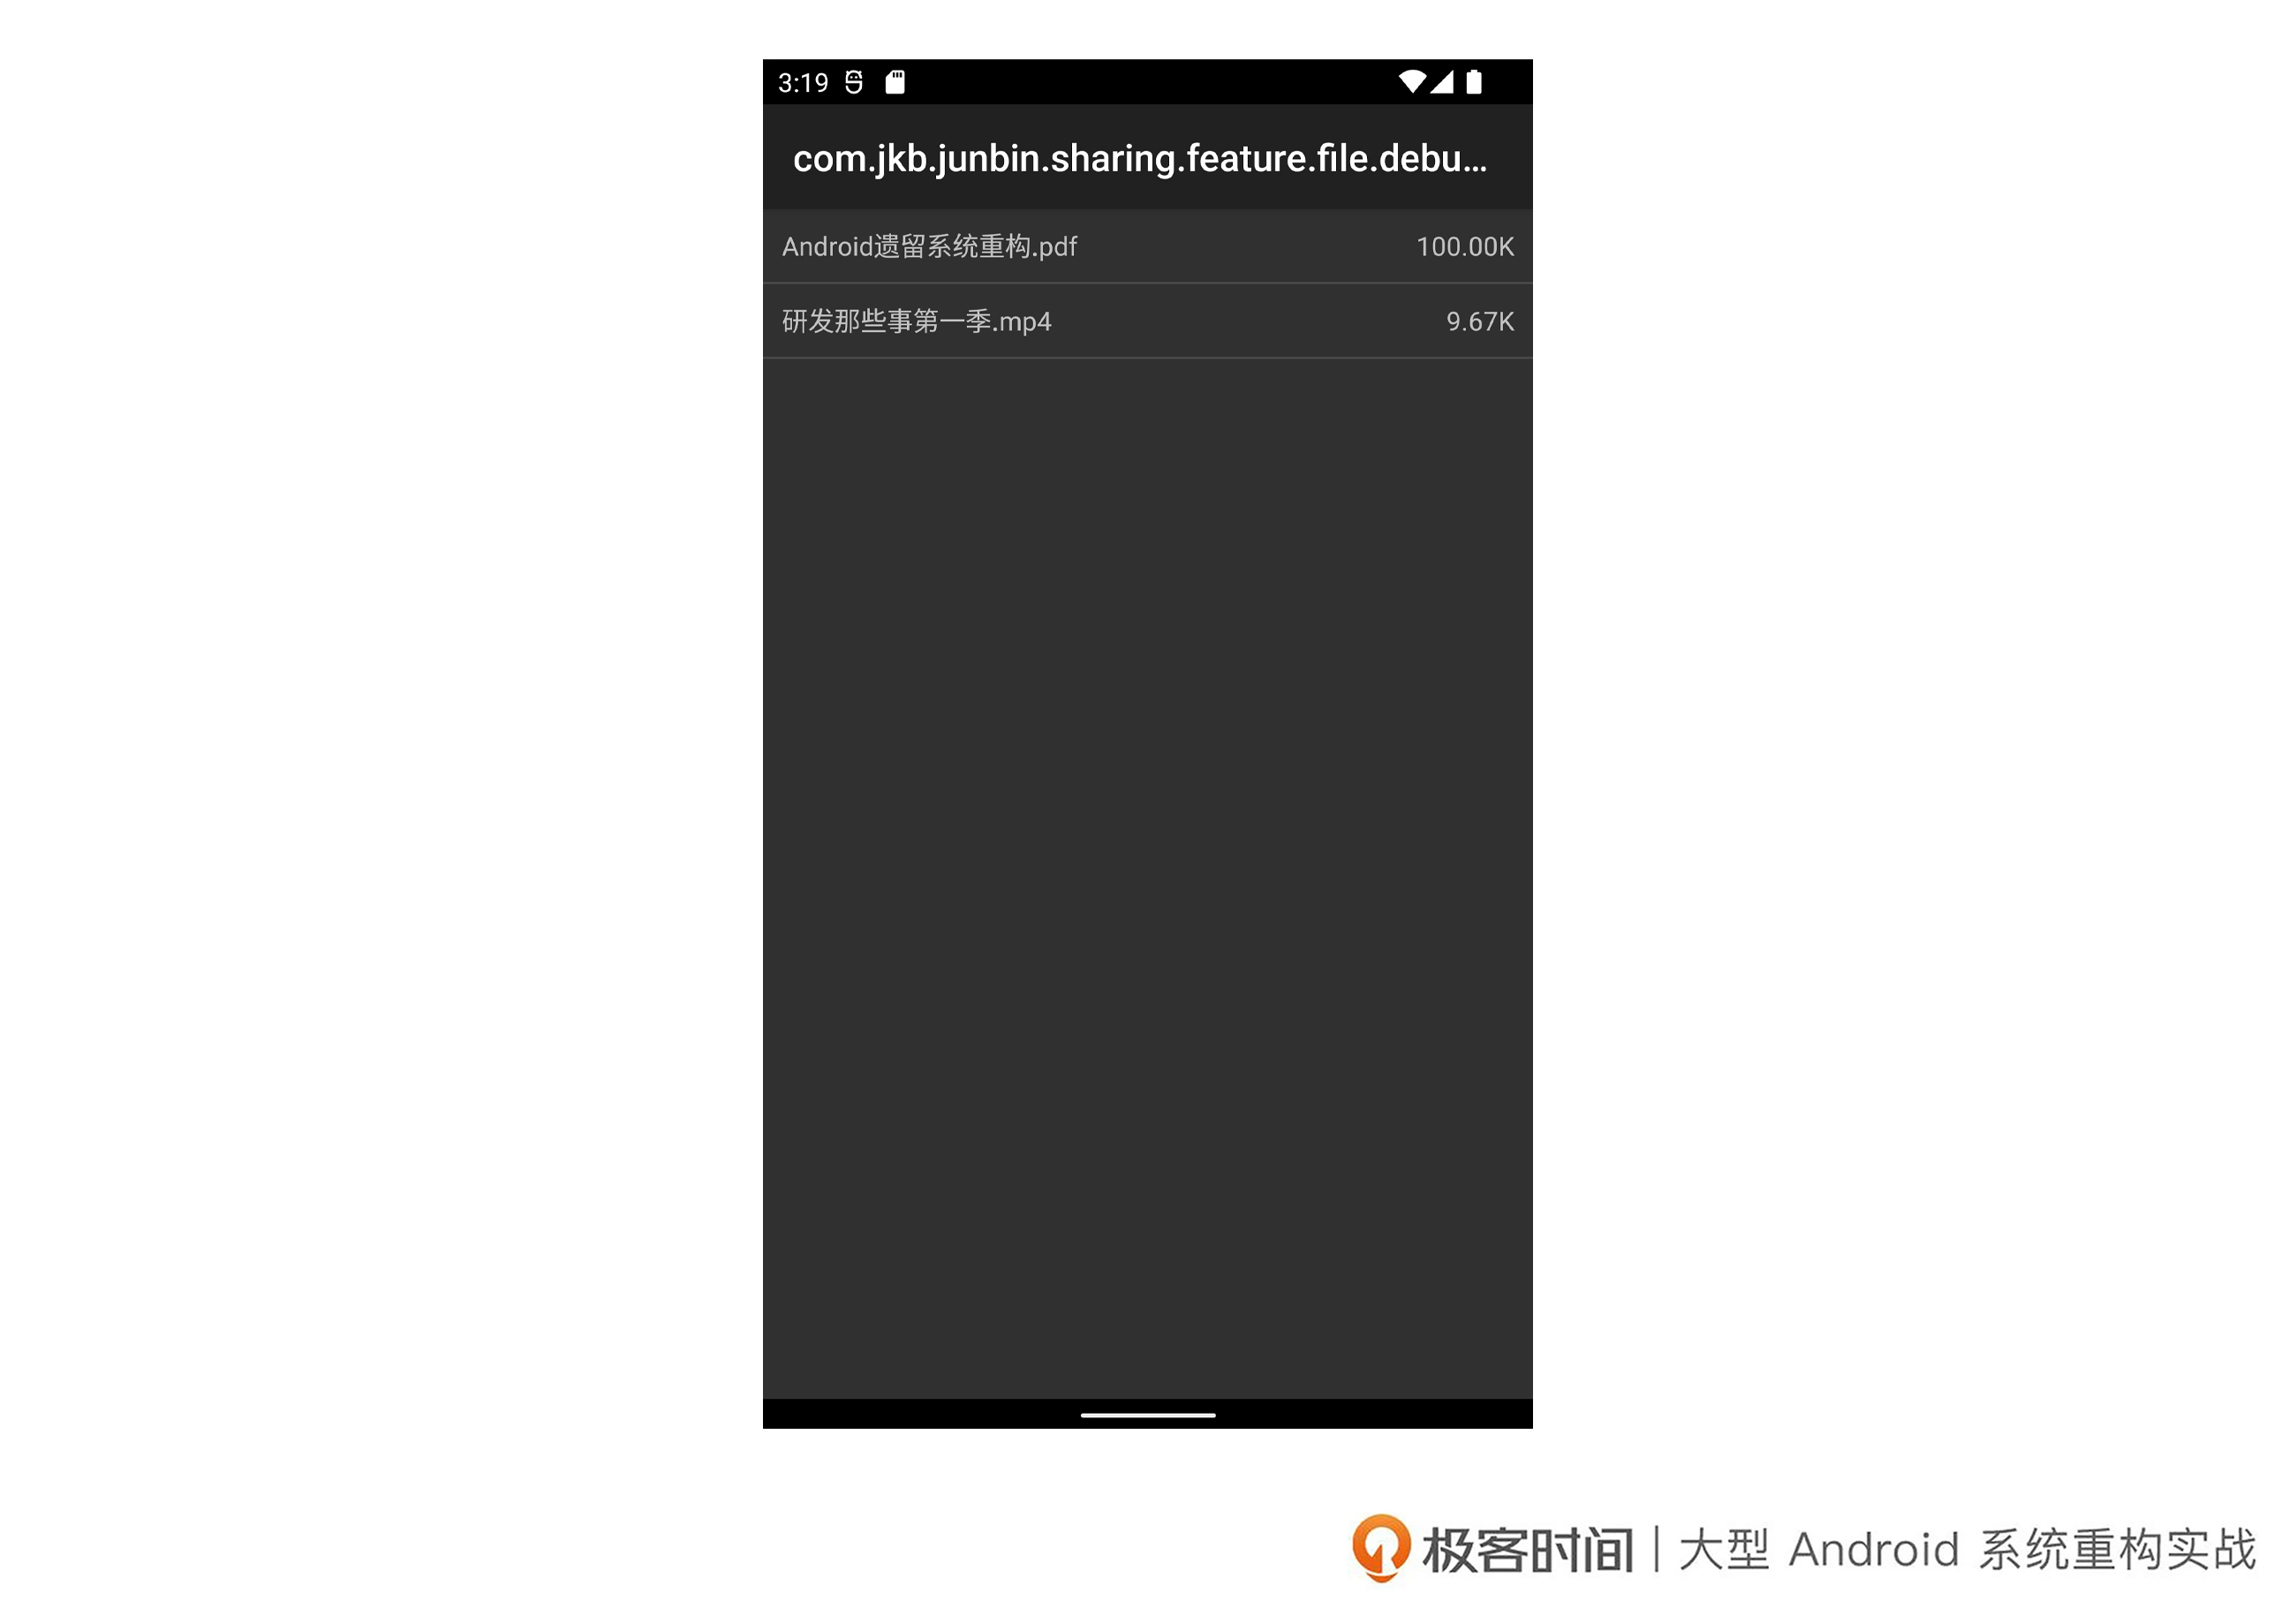 3:19
com.jkb.junbin.sharing.feature.file.debu...
Android遗留系统重构.pdf 100.00K
研发那些事第一季.mp4 9.67K
极客时间 | 大型 Android 系统重构实战